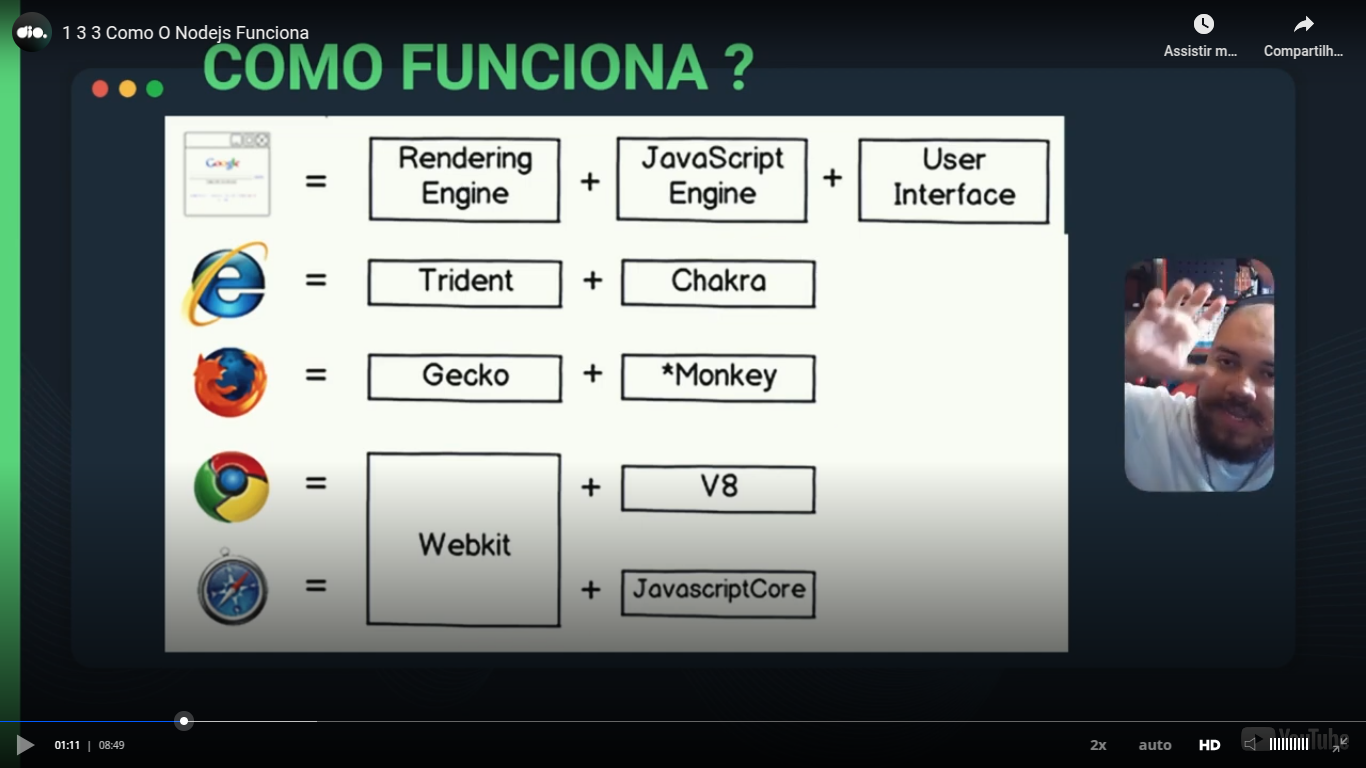 dio.
1 3 3 Como O Nodejs Funciona
Assistir m...
Compartilh...
COMO FUNCIONA ?
Google
=
Rendering
Engine
+
JavaScript
Engine
+
User
Interface
=
Trident
+
Chakra
=
Gecko
+
*Monkey
=
Webkit
+
V8
=
+
JavascriptCore
01:11 | 08:49
2x
auto
HD
YouTube